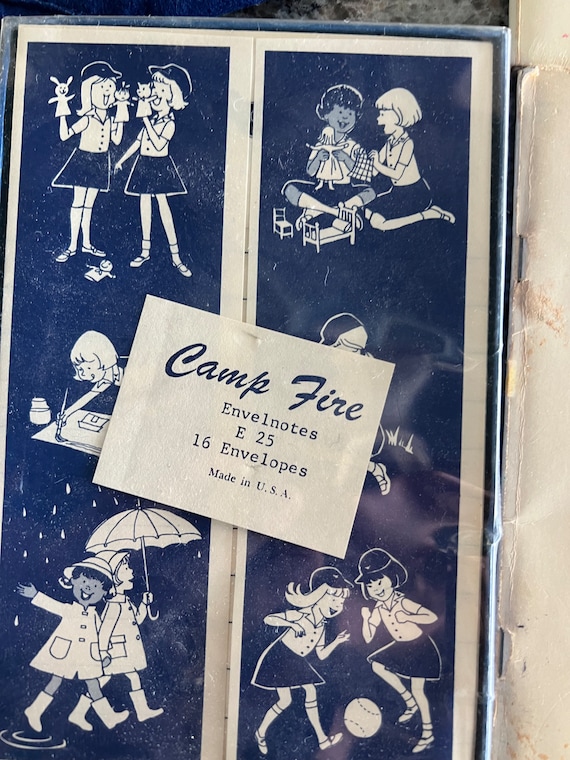 Camp Fire
Envelnotes
E 25
16 Envelopes
Made in U.S.A.